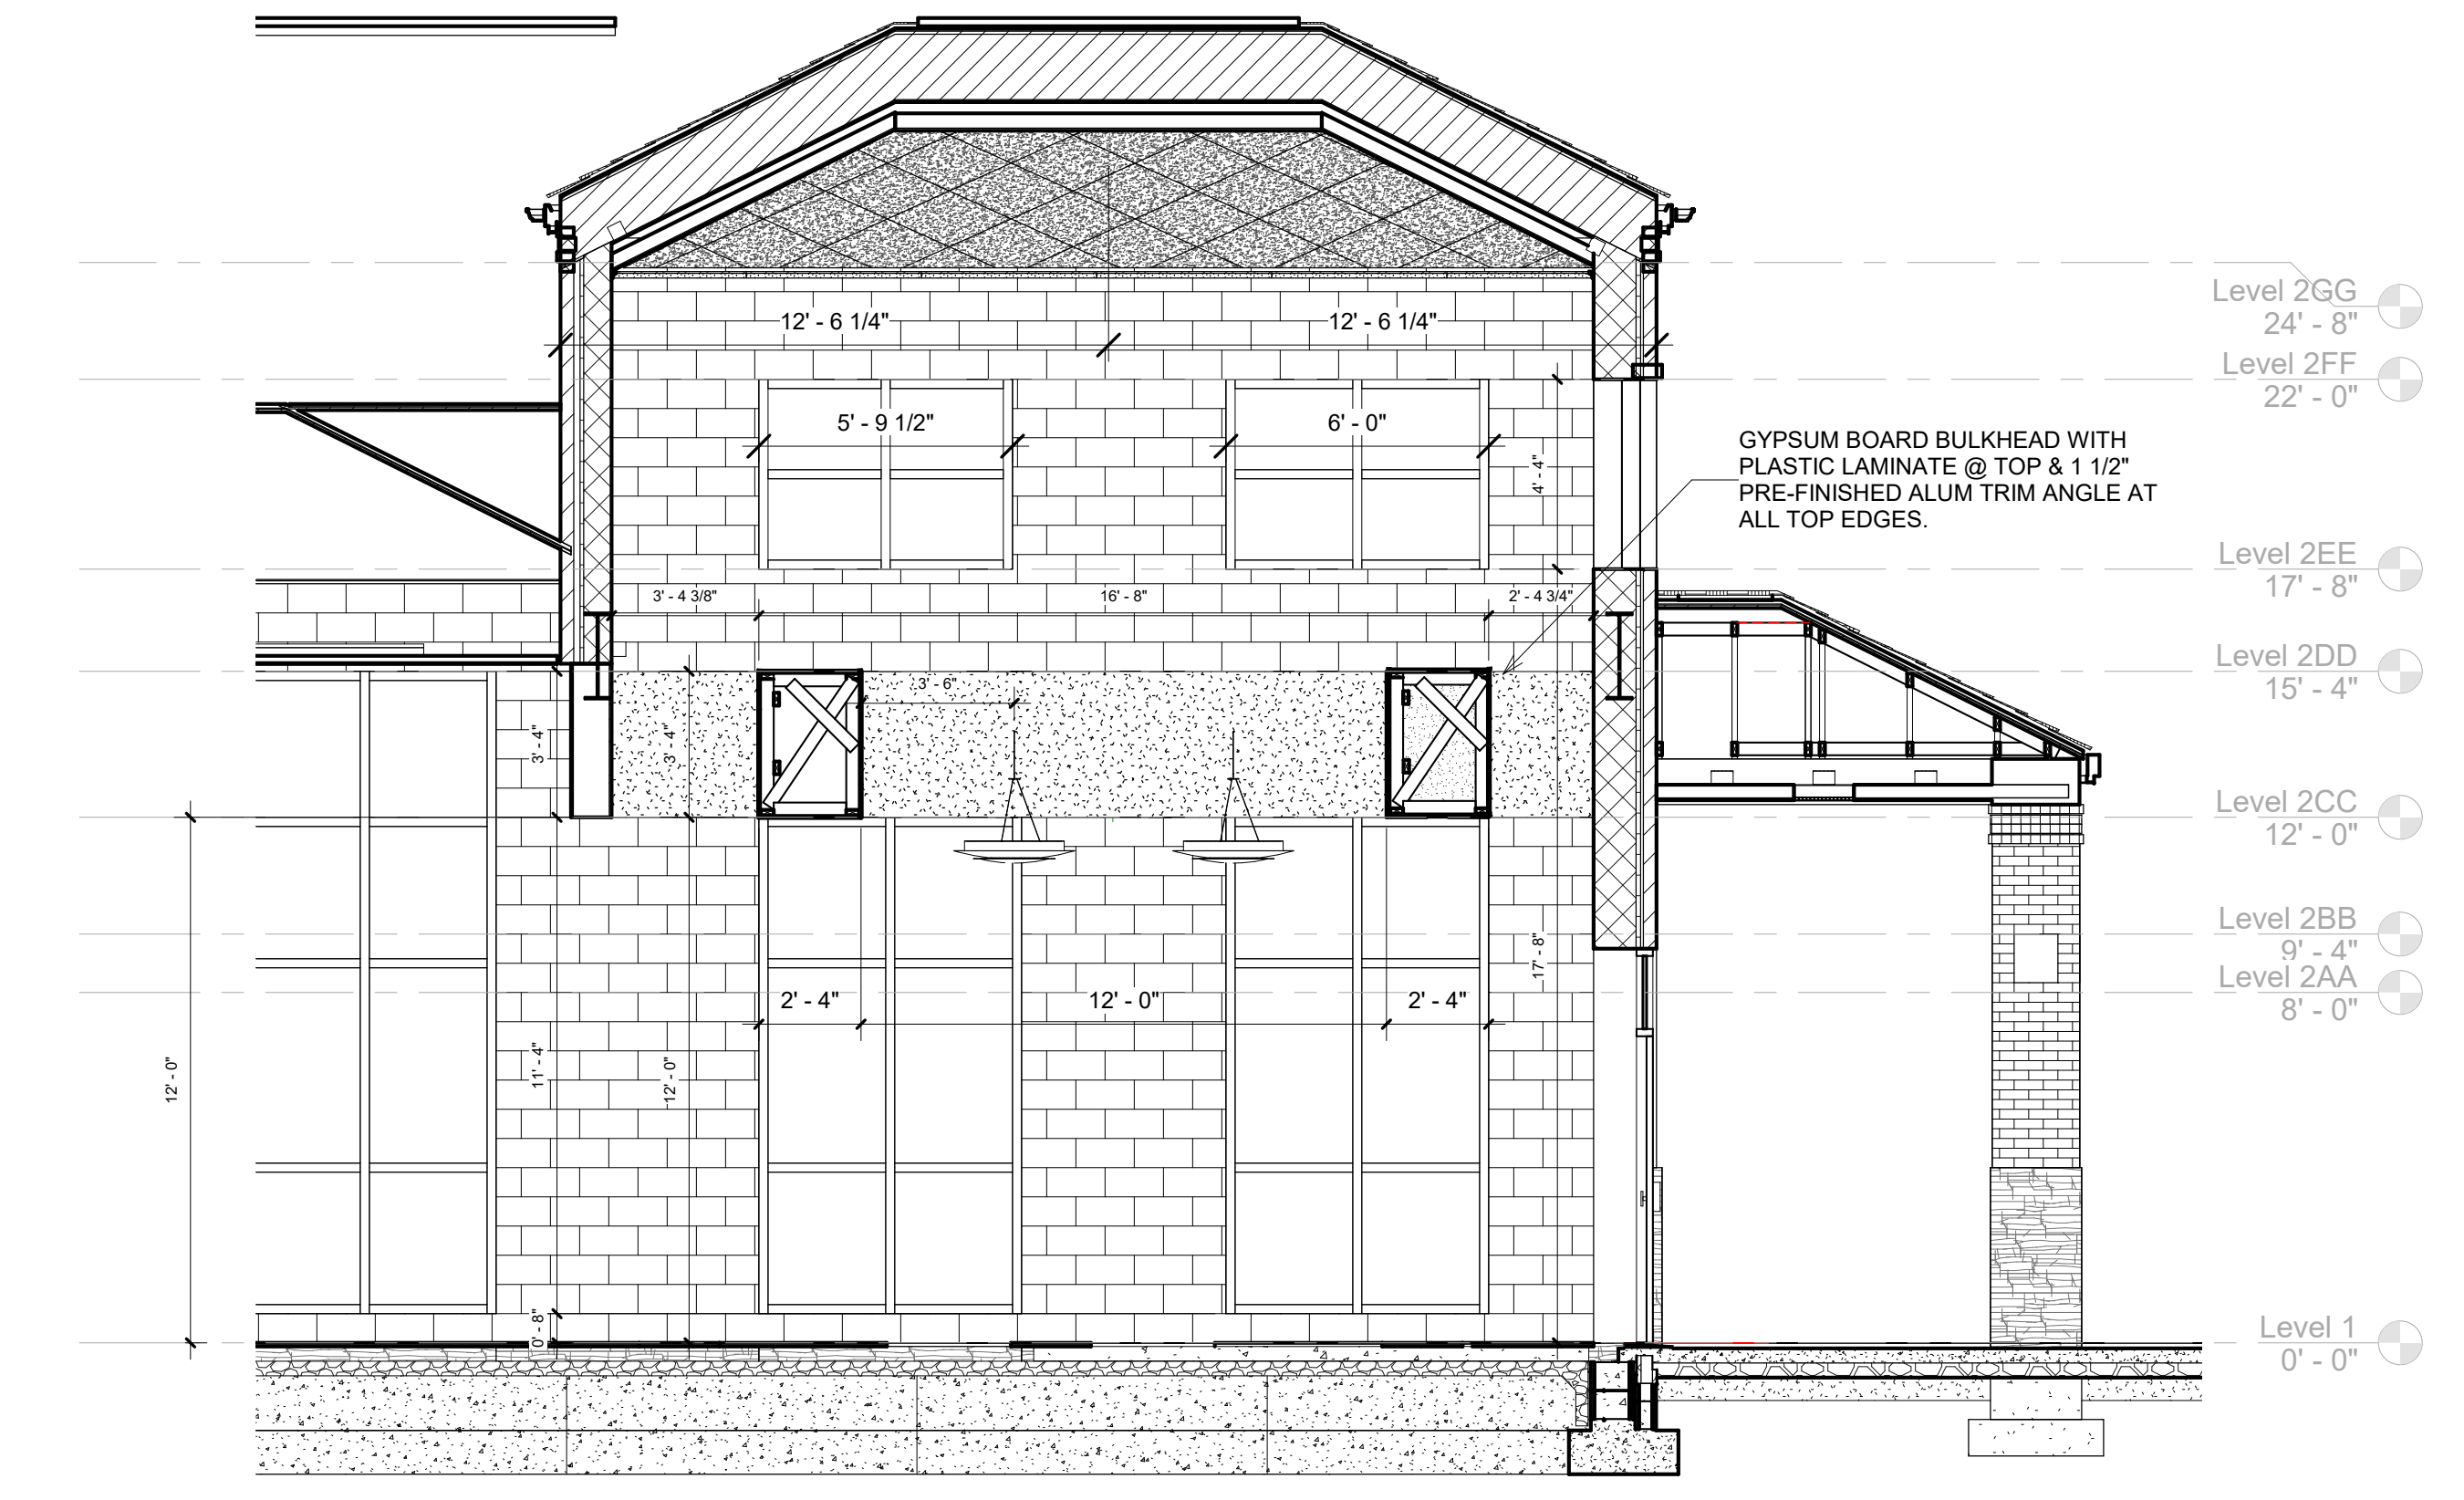 Level 2GG
24' - 8"
12' - 6 1/4"
12' - 6 1/4"
Level 2FF
22' - 0"
5' - 9 1/2"
6' - 0"
4' - 4"
GYPSUM BOARD BULKHEAD WITH
PLASTIC LAMINATE @ TOP & 1 1/2"
PRE-FINISHED ALUM TRIM ANGLE AT
ALL TOP EDGES.
Level 2EE
17' - 8"
3' - 4 3/8"
16' - 8"
2' - 4 3/4"
Level 2DD
15' - 4"
3' - 6"
3' - 4"
3' - 4"
Level 2CC
12' - 0"
Level 2BB
9' - 4"
17' - 8"
Level 2AA
8' - 0"
2' - 4"
12' - 0"
2' - 4"
12' - 0"
11' - 4"
12' - 0"
0' - 8"
Level 1
0' - 0"